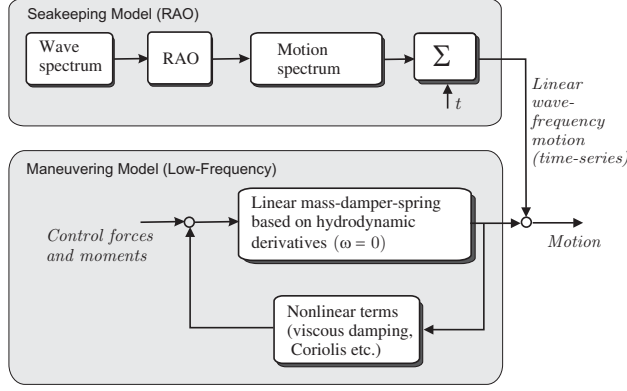 Seakeeping Model (RAO)
Wave
spectrum
RAO
Motion
spectrum
Σ
t
Linear
wave-
frequency
motion
(time-series)
Maneuvering Model (Low-Frequency)
Linear mass-damper-spring
based on hydrodynamic
derivatives (ω = 0)
Control forces
and moments
Motion
Nonlinear terms
(viscous damping,
Coriolis etc.)